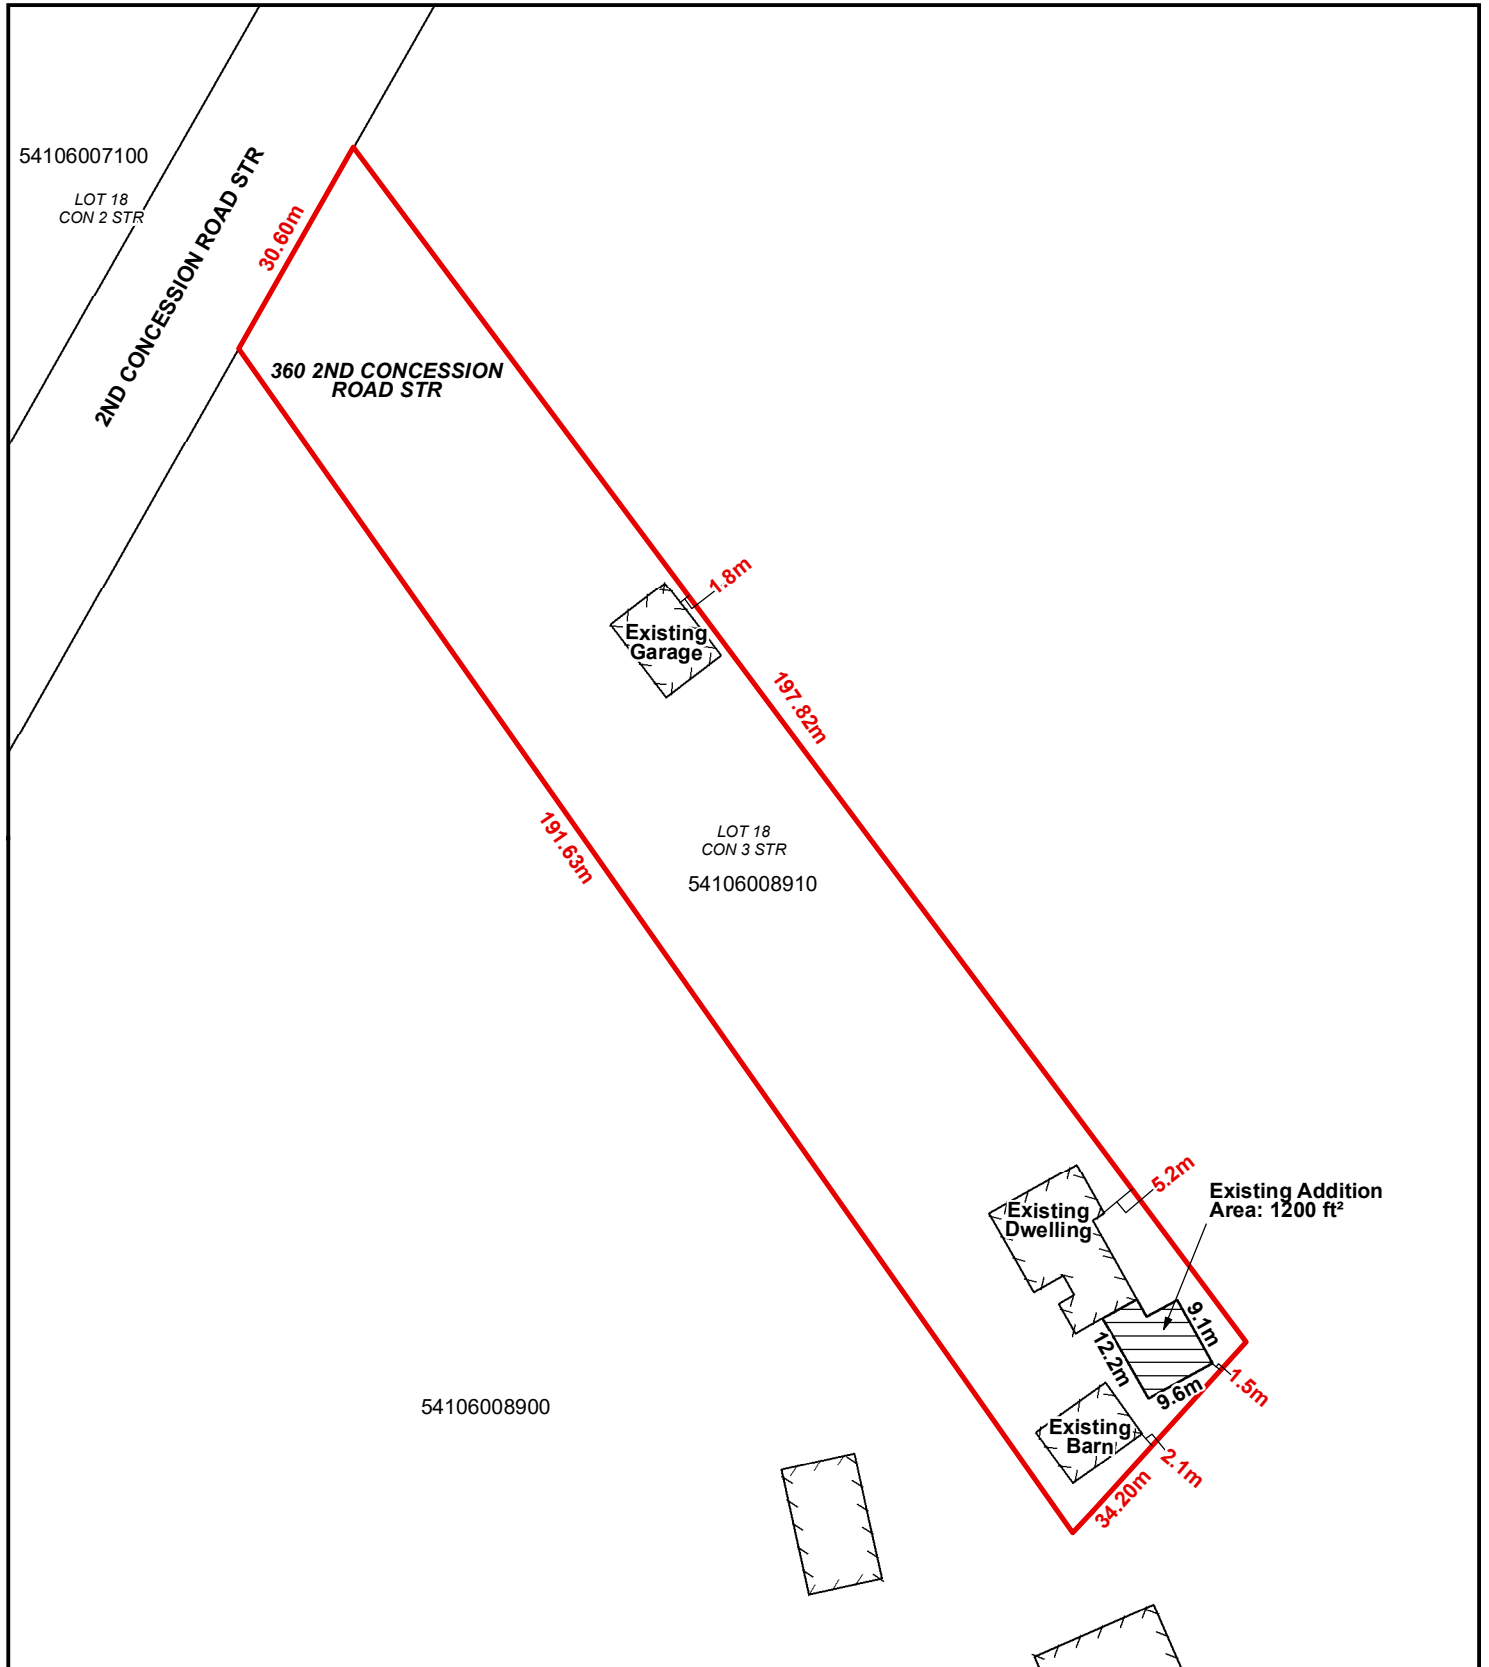 54106007100
LOT 18
CON 2 STR
2ND CONCESSION ROAD STR
30.60m
360 2ND CONCESSION
ROAD STR
1.8m
Existing
Garage
197.82m
191.63m
LOT 18
CON 3 STR
54106008910
5.2m
Existing Addition
Area: 1200 ft²
Existing
Dwelling
9.1m
12.2m
9.6m
1.5m
54106008900
Existing
Barn
2.1m
34.20m